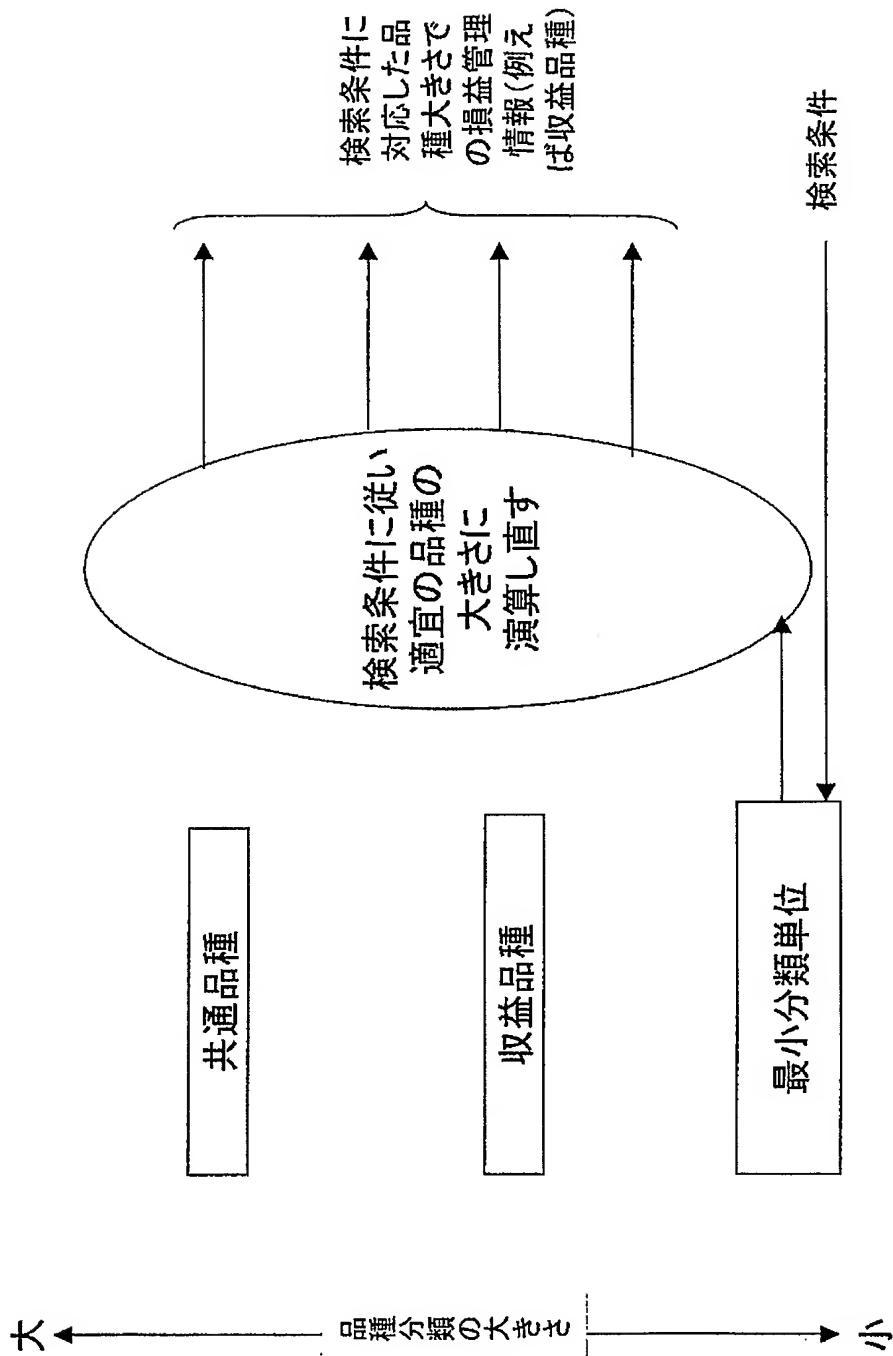 大
品種分類の大きさ
小
共通品種
収益品種
最小分類単位
検索条件に従い
適宜の品種の
大きさに
演算し直す
検索条件に
対応した品
種大きさで
の損益管理
情報(例え
ば収益品種)
検索条件